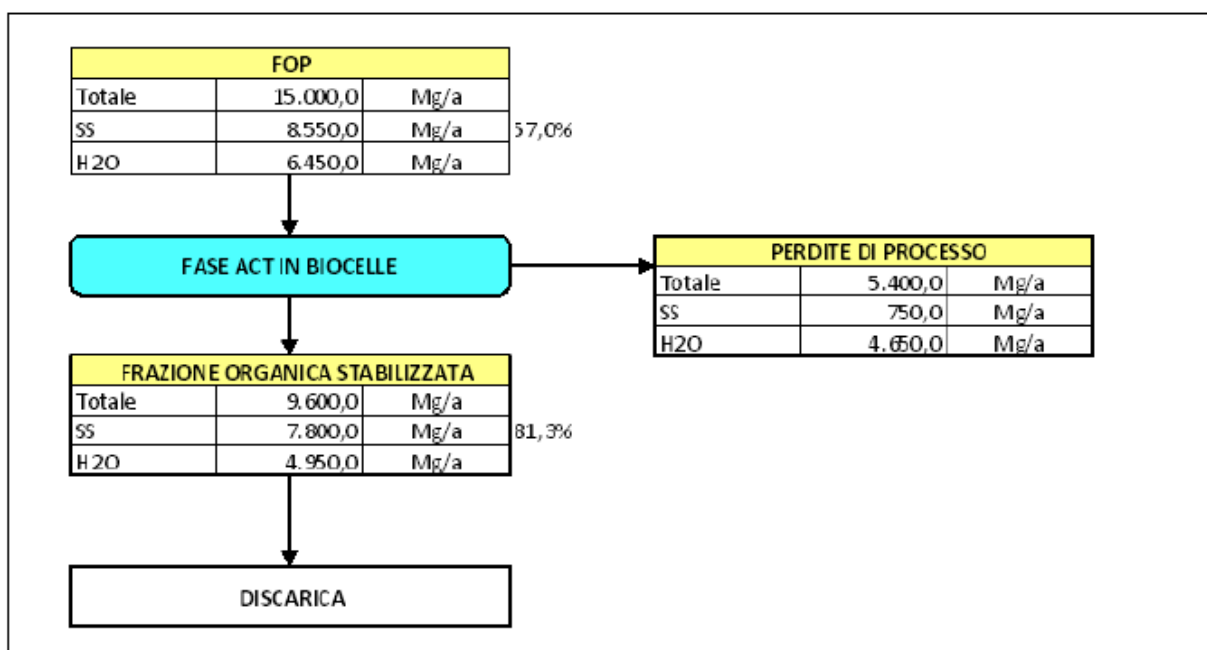 FOP
Totale 15.000,0 Mg/a
SS 8.550,0 Mg/a 57,0%
H2O 6.450,0 Mg/a
FASE ACT IN BIOCELLE
PERDITE DI PROCESSO
Totale 5.400,0 Mg/a
SS 750,0 Mg/a
H2O 4.650,0 Mg/a
FRAZIONE ORGANICA STABILIZZATA
Totale 9.600,0 Mg/a
SS 7.800,0 Mg/a 81,3%
H2O 4.950,0 Mg/a
DISCARICA